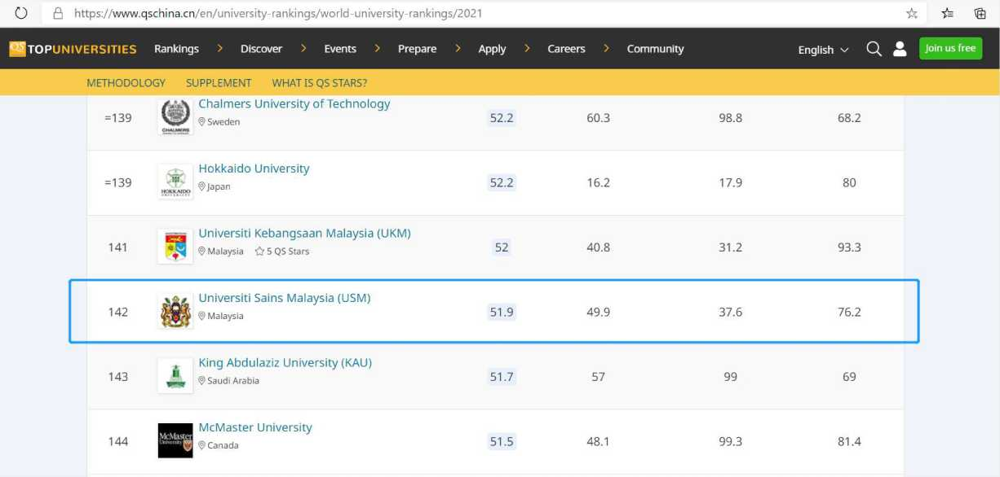 https://www.qschina.cn/en/university-rankings/world-university-rankings/2021
QS TOPUNIVERSITIES Rankings > Discover > Events > Prepare > Apply > Careers > Community English Join us free
METHODOLOGY SUPPLEMENT WHAT IS QS STARS?
=139 Chalmers University of Technology 52.2 60.3 98.8 68.2
CHALMERS Sweden
=139 Hokkaido University 52.2 16.2 17.9 80
HOKKAIDO Japan
141 Universiti Kebangsaan Malaysia (UKM) 52 40.8 31.2 93.3
Malaysia 5 QS Stars
142 Universiti Sains Malaysia (USM) 51.9 49.9 37.6 76.2
Malaysia
143 King Abdulaziz University (KAU) 51.7 57 99 69
Saudi Arabia
144 McMaster University 51.5 48.1 99.3 81.4
McMaster University Canada